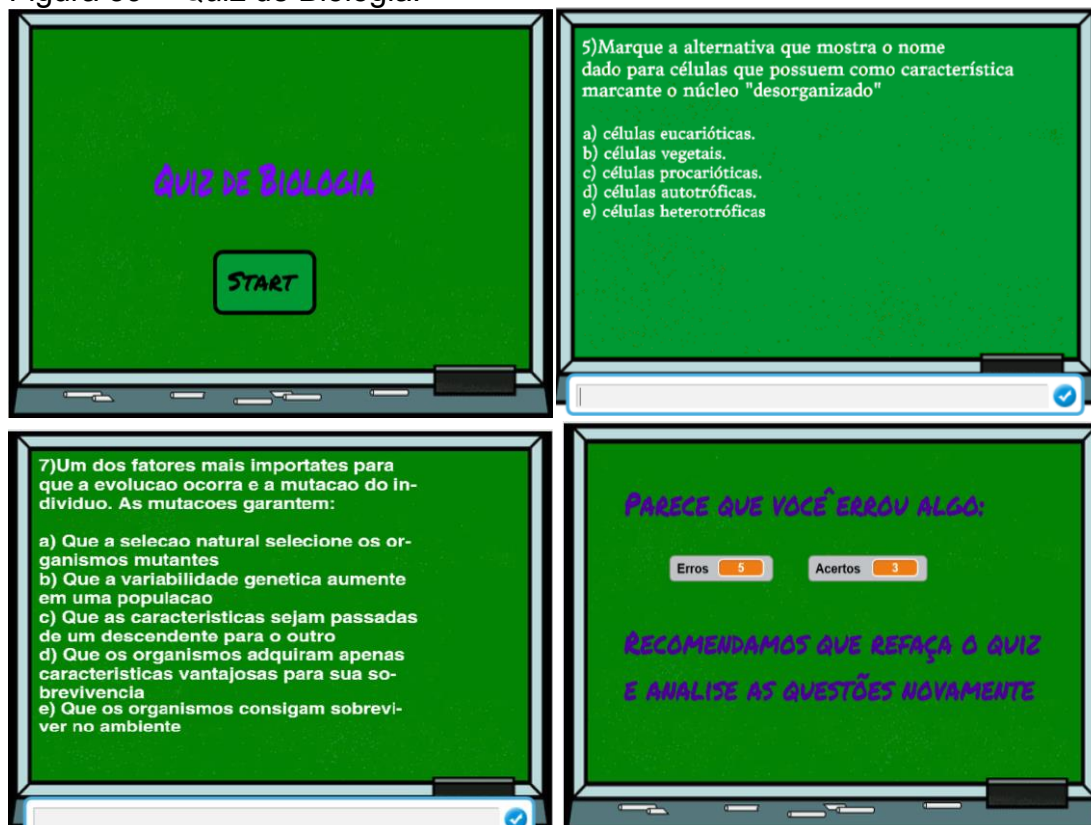 Quiz de Biologia
Start
5)Marque a alternativa que mostra o nome
dado para células que possuem como característica
marcante o núcleo "desorganizado"
a) células eucarióticas.
b) células vegetais.
c) células procarióticas.
d) células autotróficas.
e) células heterotróficas
7)Um dos fatores mais importates para
que a evolucao ocorra e a mutacao do in-
dividuo. As mutacoes garantem:
a) Que a selecao natural selecione os or-
ganismos mutantes
b) Que a variabilidade genetica aumente
em uma populacao
c) Que as caracteristicas sejam passadas
de um descendente para o outro
d) Que os organismos adquiram apenas
caracteristicas vantajosas para sua so-
brevivencia
e) Que os organismos consigam sobrevi-
ver no ambiente
Parece que você errou algo:
Erros 5 Acertos 3
Recomendamos que refaça o quiz
e analise as questões novamente